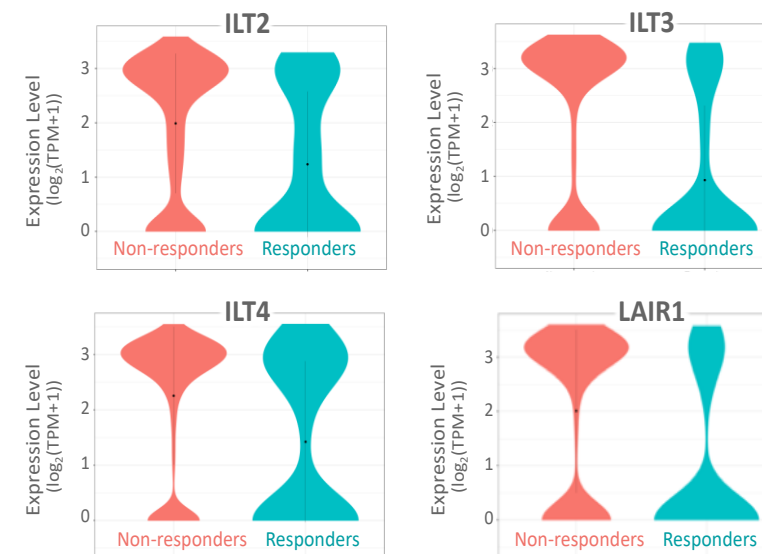 ILT2
Expression Level
(log₂(TPM+1))
3
2
1
0
Non-responders Responders
ILT3
Expression Level
(log₂(TPM+1))
3
2
1
0
Non-responders Responders
ILT4
Expression Level
(log₂(TPM+1))
3
2
1
0
Non-responders Responders
LAIR1
Expression Level
(log₂(TPM+1))
3
2
1
0
Non-responders Responders